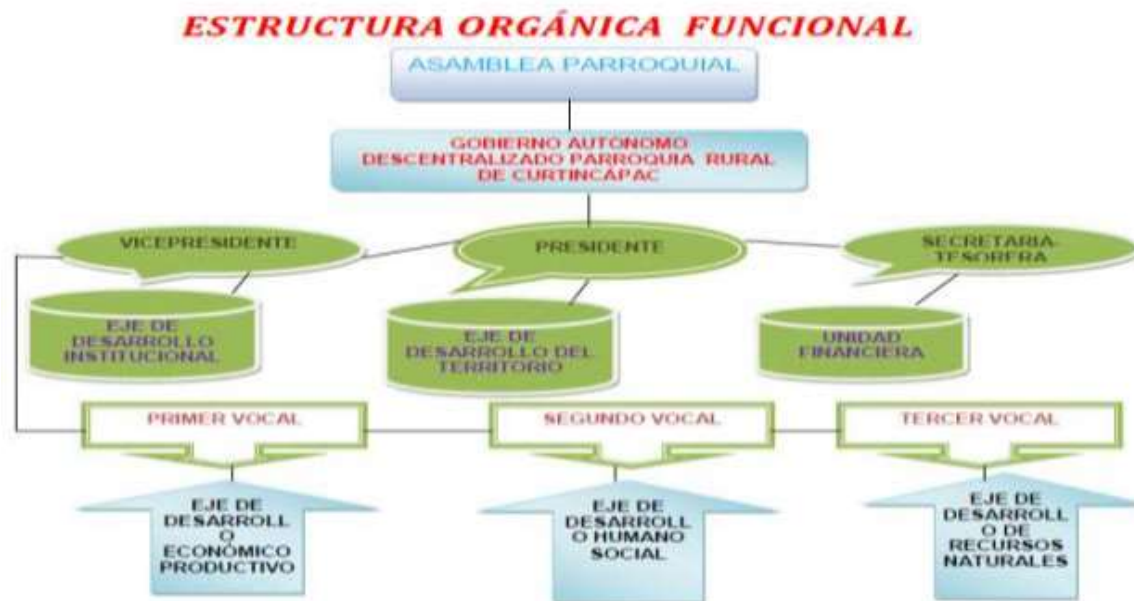 ESTRUCTURA ORGÁNICA FUNCIONAL
ASAMBLEA PARROQUIAL
GOBIERNO AUTONOMO
DESCENTRALIZADO PARROQUIA RURAL
DE CURTINCÁPAC
VICEPRESIDENTE
PRESIDENTE
SECRETARIA-
TESORERA
EJE DE
DESARROLLO
INSTITUCIONAL
EJE DE
DESARROLLO DEL
TERRITORIO
UNIDAD
FINANCIERA
PRIMER VOCAL
SEGUNDO VOCAL
TERCER VOCAL
EJE DE
DESARROLL
O
ECONÓMICO
PRODUCTIVO
EJE DE
DESARROLL
O HUMANO
SOCIAL
EJE DE
DESARROLL
O DE
RECURSOS
NATURALES